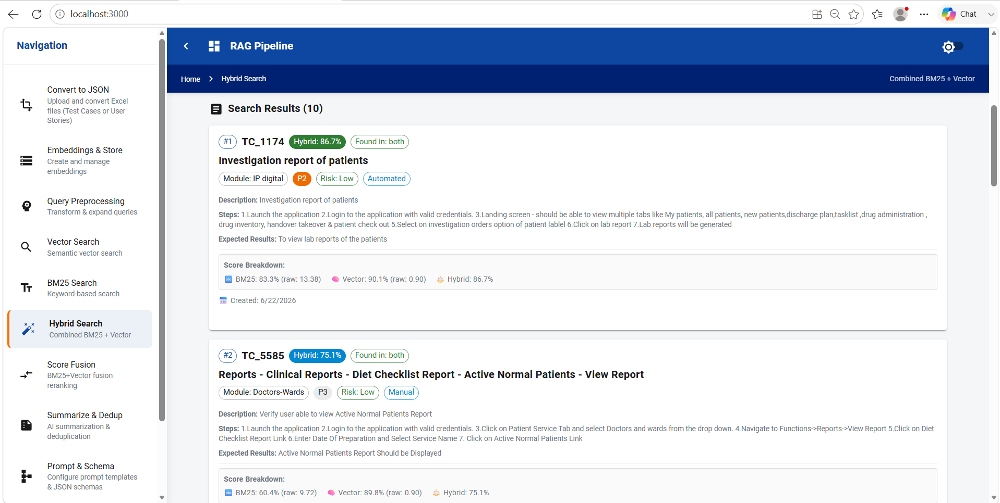 localhost:3000
Chat
Navigation
Convert to JSON
Upload and convert Excel
files (Test Cases or User
Stories)
Embeddings & Store
Create and manage
embeddings
Query Preprocessing
Transform & expand queries
Vector Search
Semantic vector search
BM25 Search
Keyword-based search
Hybrid Search
Combined BM25 + Vector
Score Fusion
BM25+Vector fusion
reranking
Summarize & Dedup
AI summarization &
deduplication
Prompt & Schema
Configure prompt templates
& JSON schemas
RAG Pipeline
Home > Hybrid Search
Combined BM25 + Vector
Search Results (10)
#1 TC_1174 Hybrid: 86.7% Found in: both
Investigation report of patients
Module: IP digital P2 Risk: Low Automated
Description: Investigation report of patients
Steps: 1.Launch the application 2.Login to the application with valid credentials. 3.Landing screen - should be able to view multiple tabs like My patients, all patients, new patients,discharge plan,tasklist ,drug administration ,
drug inventory, handover takeover & patient check out 5.Select on investigation orders option of patient lablel 6.Click on lab report 7.Lab reports will be generated
Expected Results: To view lab reports of the patients
Score Breakdown:
abc BM25: 83.3% (raw: 13.38) Vector: 90.1% (raw: 0.90) Hybrid: 86.7%
Created: 6/22/2026
#2 TC_5585 Hybrid: 75.1% Found in: both
Reports - Clinical Reports - Diet Checklist Report - Active Normal Patients - View Report
Module: Doctors-Wards P3 Risk: Low Manual
Description: Verify user able to view Active Normal Patients Report
Steps: 1.Launch the application 2.Login to the application with valid credentials. 3.Click on Patient Service Tab and select Doctors and wards from the drop down. 4.Navigate to Functions->Reports->View Report 5.Click on Diet
Checklist Report Link 6.Enter Date Of Preparation and Select Service Name 7. Click on Active Normal Patients Link
Expected Results: Active Normal Patients Report Should be Displayed
Score Breakdown:
abc BM25: 60.4% (raw: 9.72) Vector: 89.8% (raw: 0.90) Hybrid: 75.1%